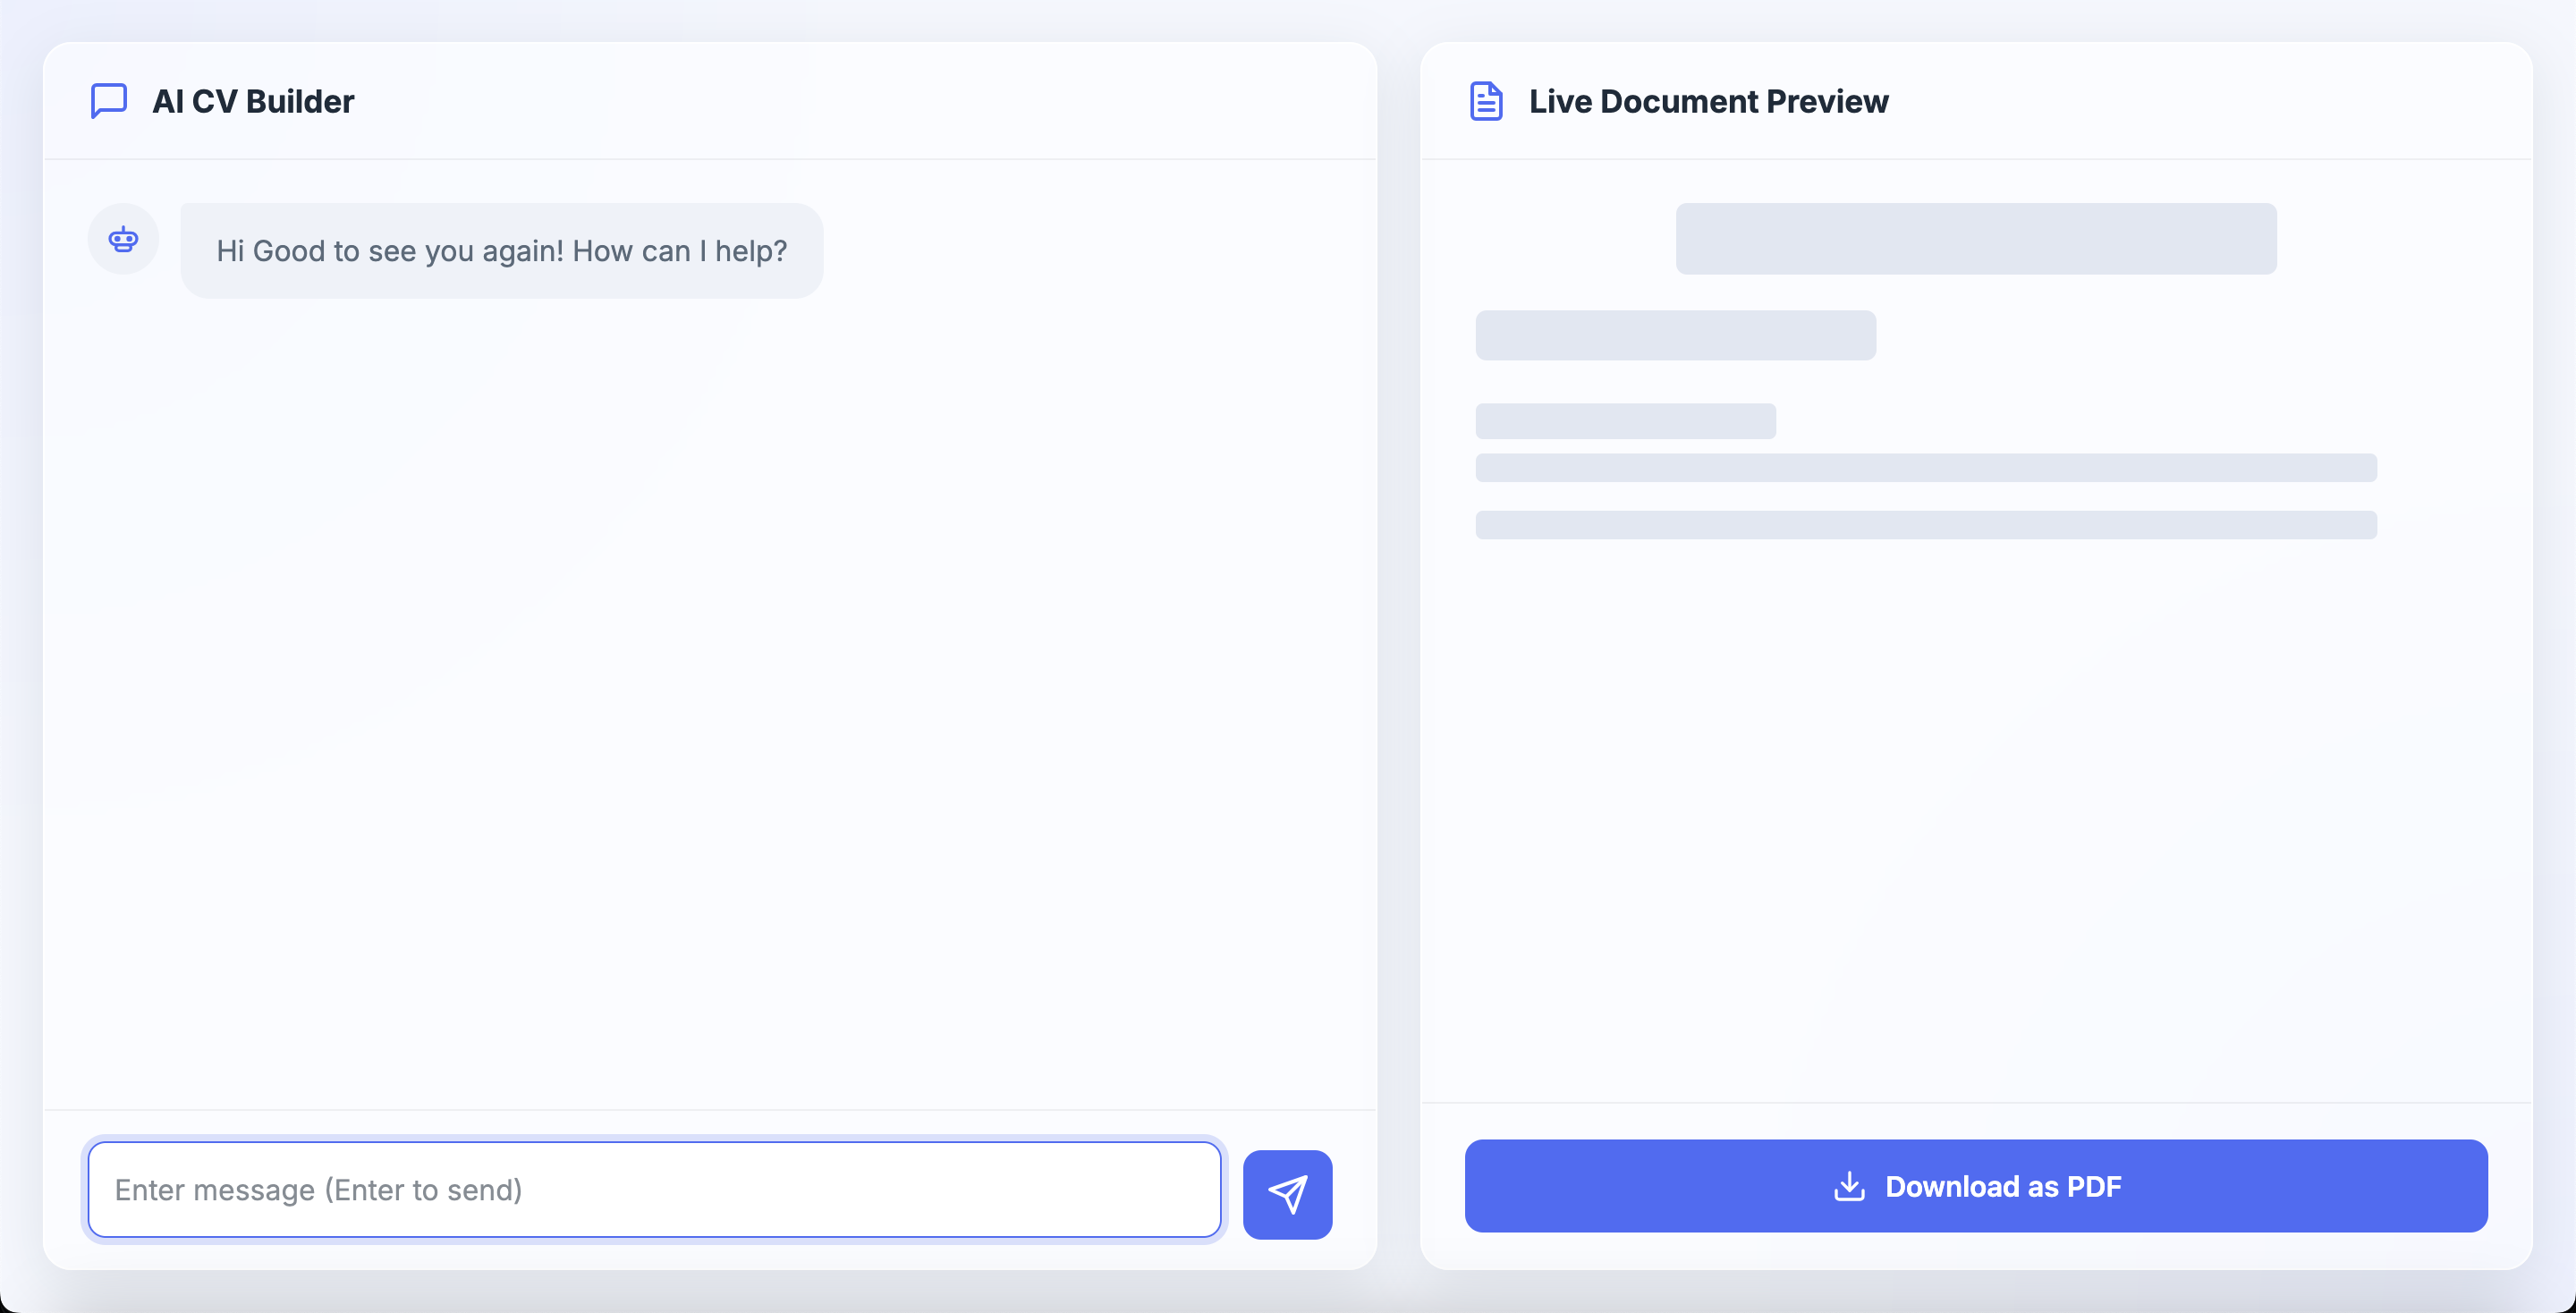 AI CV Builder
Hi Good to see you again! How can I help?
Enter message (Enter to send)
Live Document Preview
Download as PDF